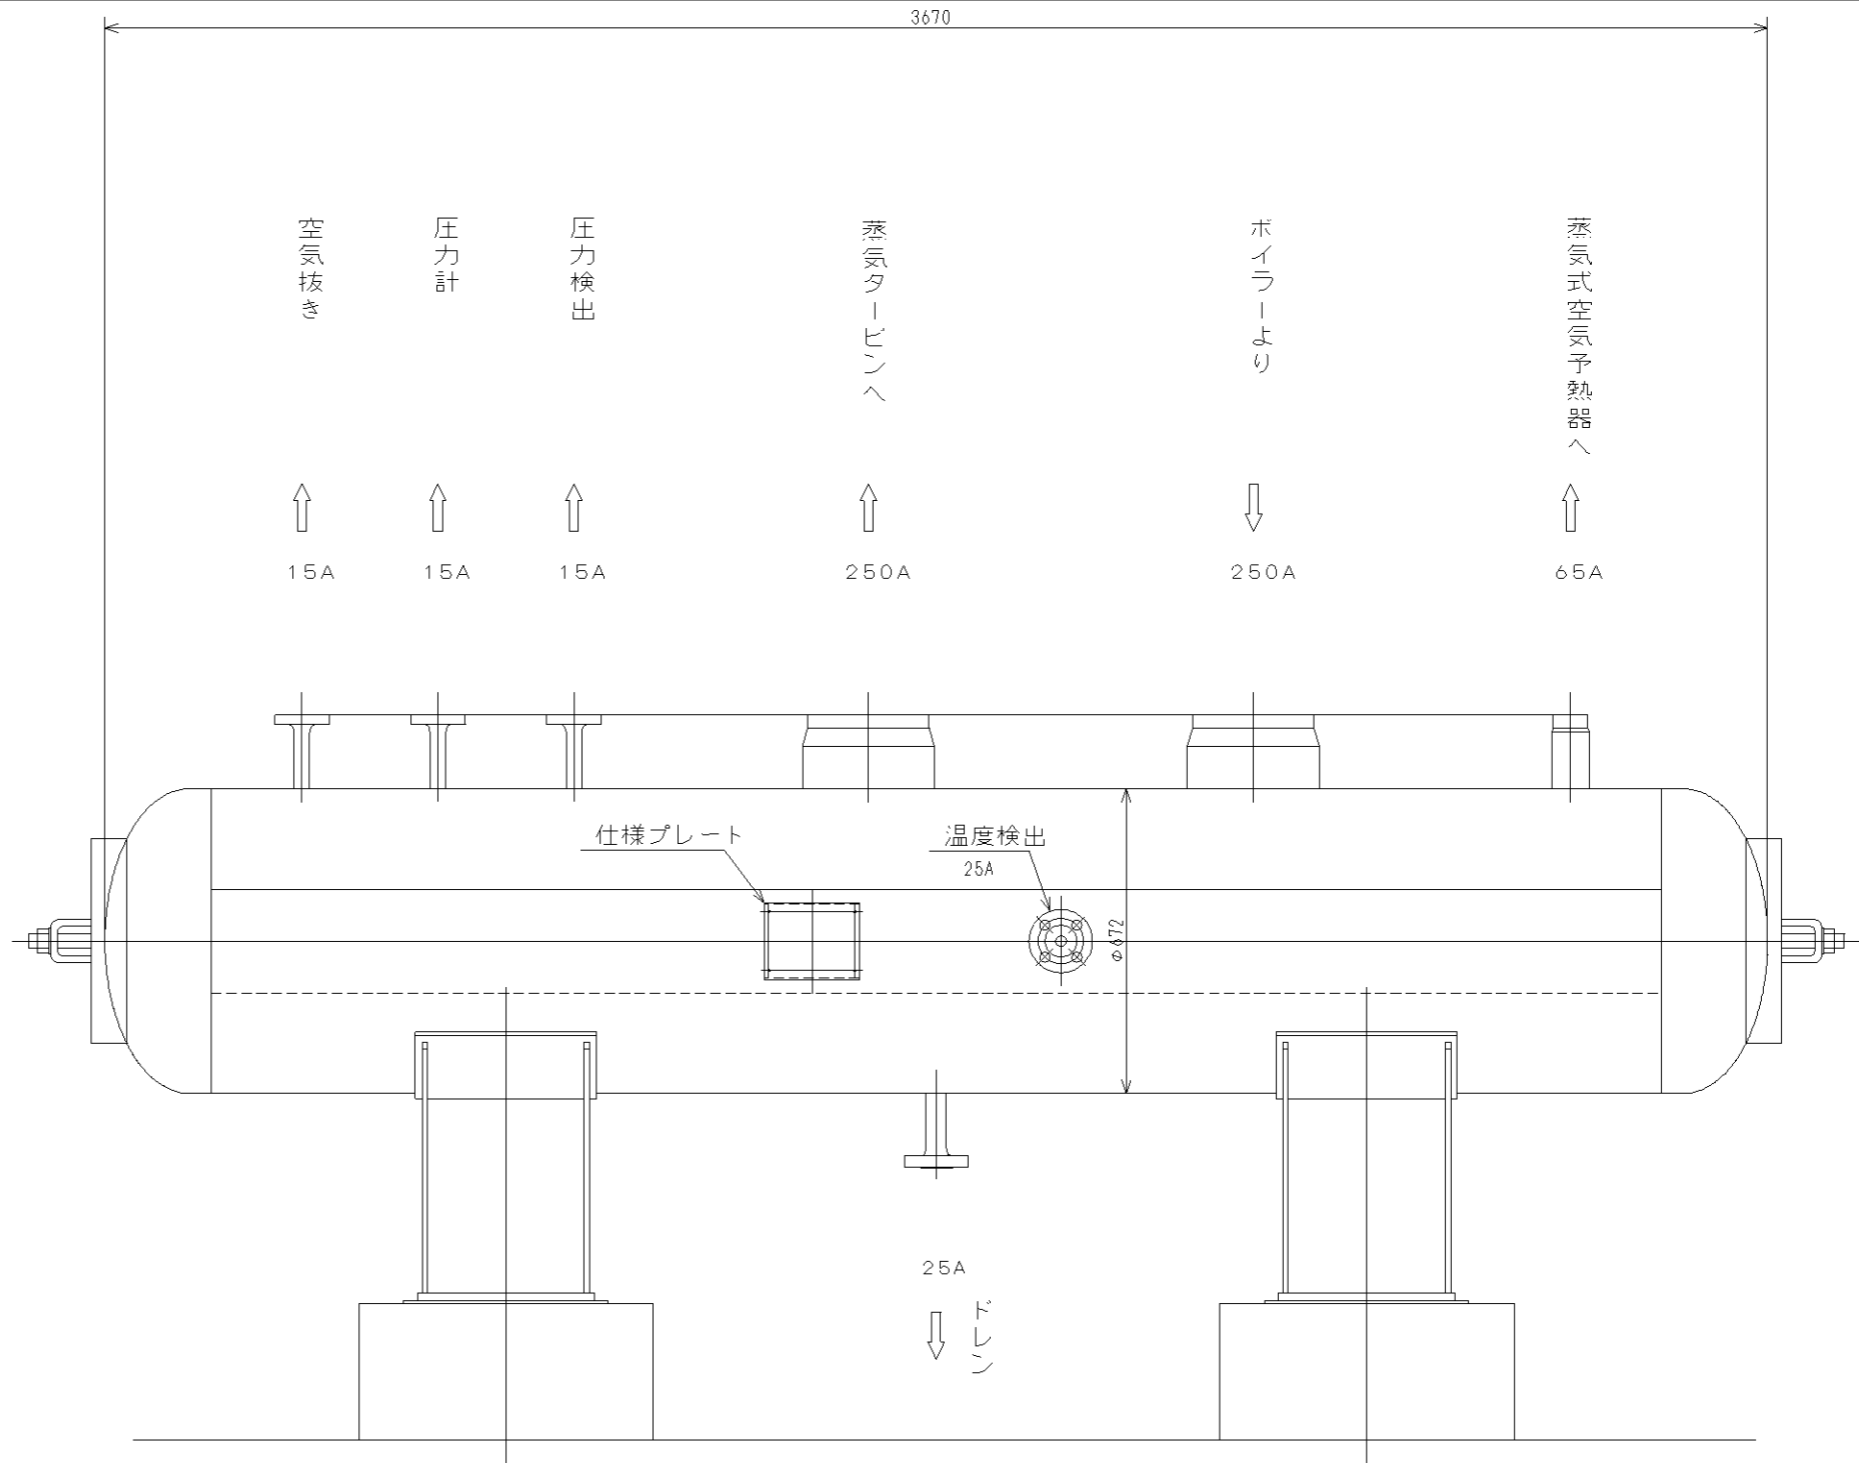 3670
空気抜き
圧力計
圧力検出
蒸気タービンへ
ボイラーより
蒸気式空気予熱器へ
15A
15A
15A
250A
250A
65A
仕様プレート
温度検出
25A
φ672
25A
ドレン